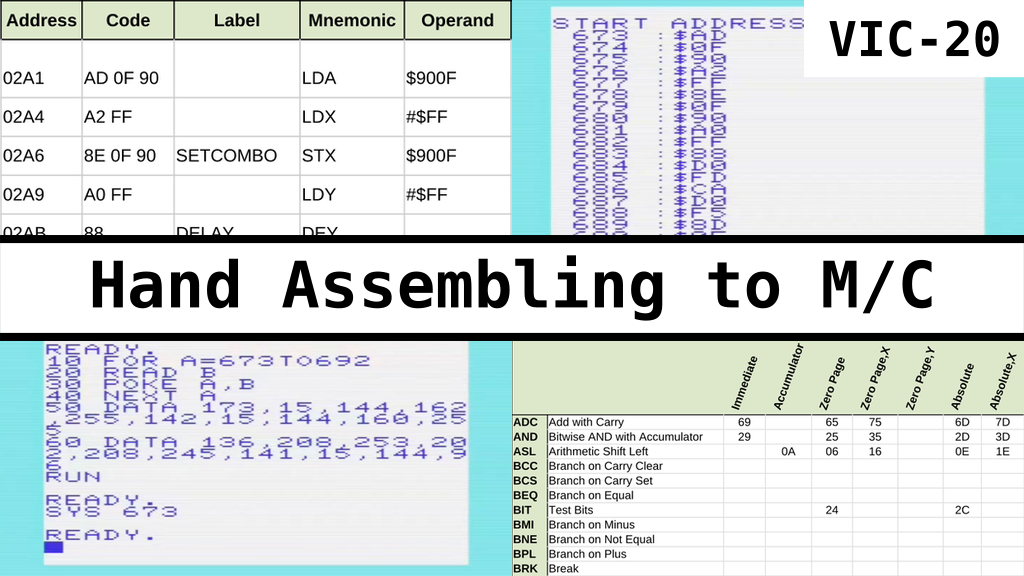 Address Code Label Mnemonic Operand
02A1 AD 0F 90 LDA $900F
02A4 A2 FF LDX #$FF
02A6 8E 0F 90 SETCOMBO STX $900F
02A9 A0 FF LDY #$FF
02AB 88 DELAY DEY
START ADDRESS
673 :$AD
674 :$0F
675 :$90
676 :$A2
677 :$FF
678 :$8E
679 :$0F
680 :$90
681 :$A0
682 :$FF
683 :$88
684 :$D0
685 :$FD
686 :$CA
687 :$D0
688 :$F5
689 :$8D
VIC-20
Hand Assembling to M/C
READY.
10 FOR A=673TO692
20 READ B
30 POKE A,B
40 NEXT A
50 DATA 173,15,144,162
,255,142,15,144,160,25
5
60 DATA 136,208,253,20
2,208,245,141,15,144,9
6
RUN
READY.
SYS 673
READY.
Immediate Accumulator Zero Page Zero Page,X Zero Page,Y Absolute Absolute,X
ADC Add with Carry 69 65 75 6D 7D
AND Bitwise AND with Accumulator 29 25 35 2D 3D
ASL Arithmetic Shift Left 0A 06 16 0E 1E
BCC Branch on Carry Clear
BCS Branch on Carry Set
BEQ Branch on Equal
BIT Test Bits 24 2C
BMI Branch on Minus
BNE Branch on Not Equal
BPL Branch on Plus
BRK Break